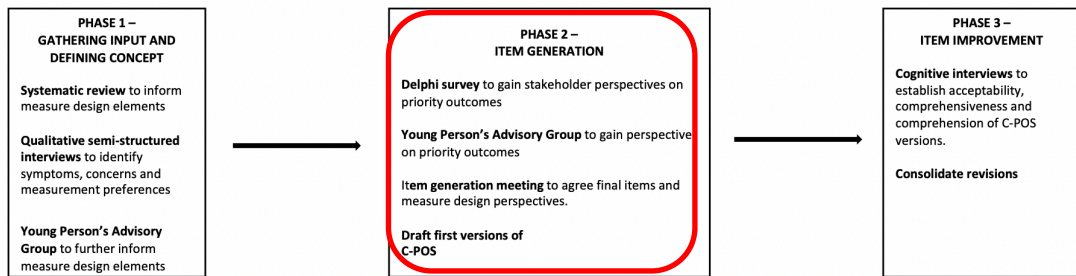 PHASE 1 –
GATHERING INPUT AND
DEFINING CONCEPT
Systematic review to inform
measure design elements
Qualitative semi-structured
interviews to identify
symptoms, concerns and
measurement preferences
Young Person's Advisory
Group to further inform
measure design elements
PHASE 2 –
ITEM GENERATION
Delphi survey to gain stakeholder perspectives on
priority outcomes
Young Person's Advisory Group to gain perspective
on priority outcomes
Item generation meeting to agree final items and
measure design perspectives.
Draft first versions of
C-POS
PHASE 3 –
ITEM IMPROVEMENT
Cognitive interviews to
establish acceptability,
comprehensiveness and
comprehension of C-POS
versions.
Consolidate revisions